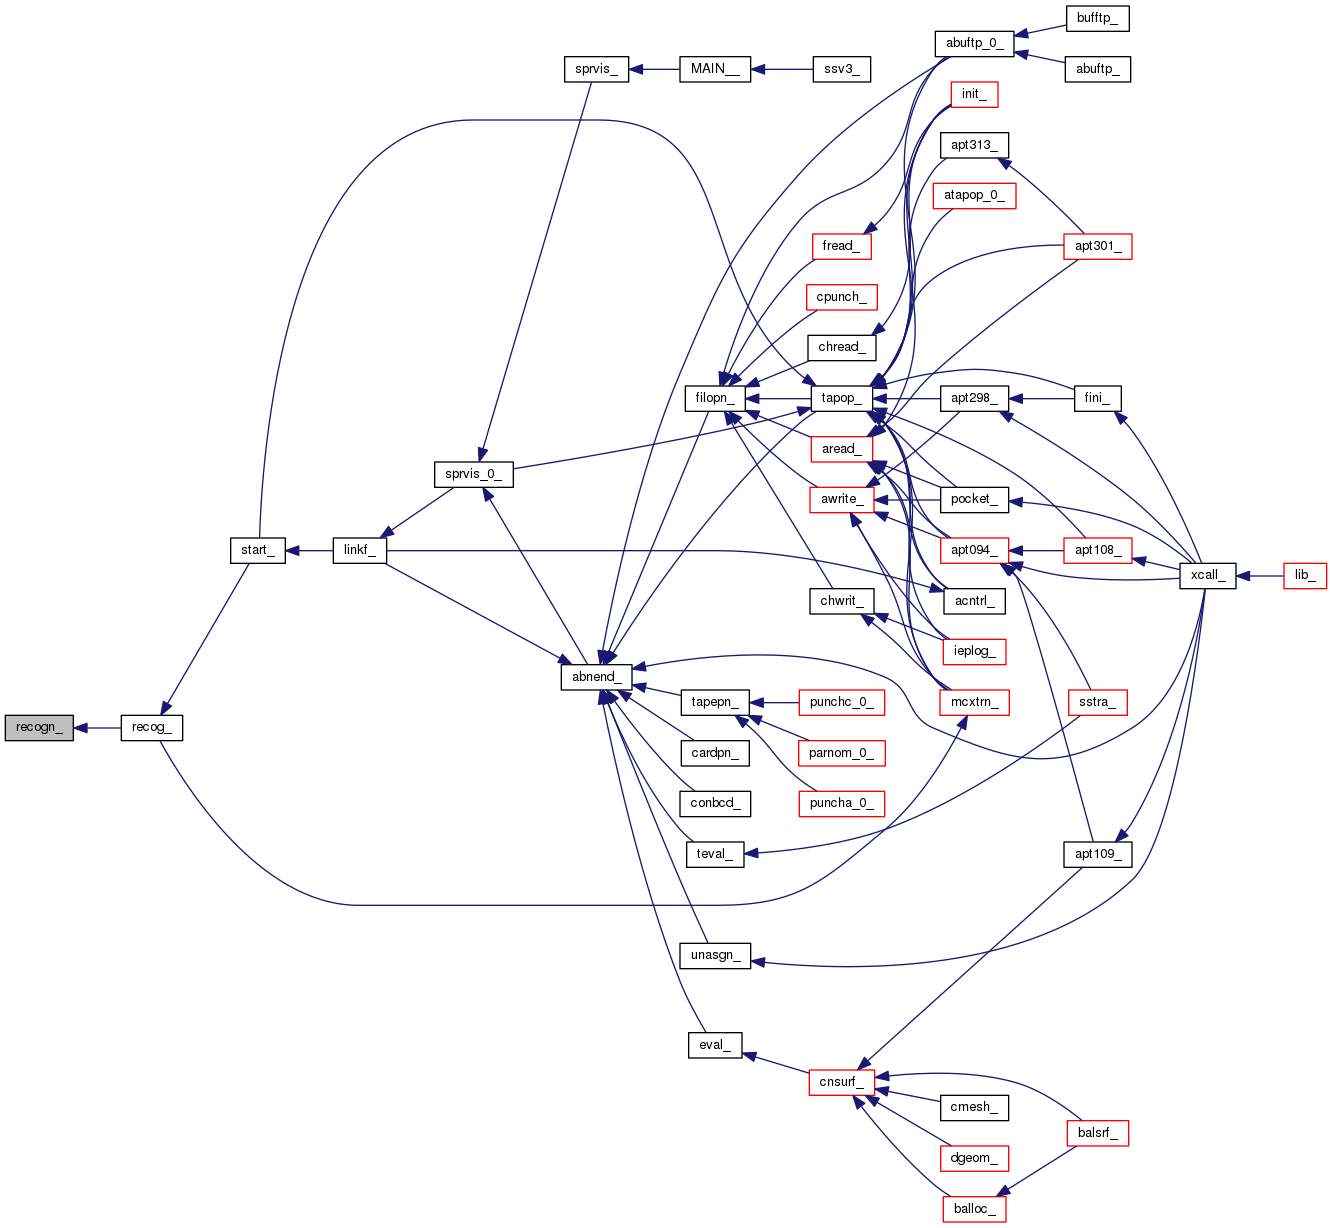 bufftp_
abuftp_0_
sprvis_
MAIN__
ssv3_
abuftp_
init_
apt313_
atapop_0_
fread_
apt301_
cpunch_
chread_
filopn_
tapop_
apt298_
fini_
aread_
sprvis_0_
awrite_
pocket_
start_
linkf_
apt094_
apt108_
xcall_
lib_
chwrit_
acntrl_
ieplog_
abnend_
tapepn_
punchc_0_
mcxtrn_
sstra_
recogn_
recog_
cardpn_
parnom_0_
conbcd_
puncha_0_
teval_
apt109_
unasgn_
eval_
cnsurf_
cmesh_
balsrf_
dgeom_
balloc_